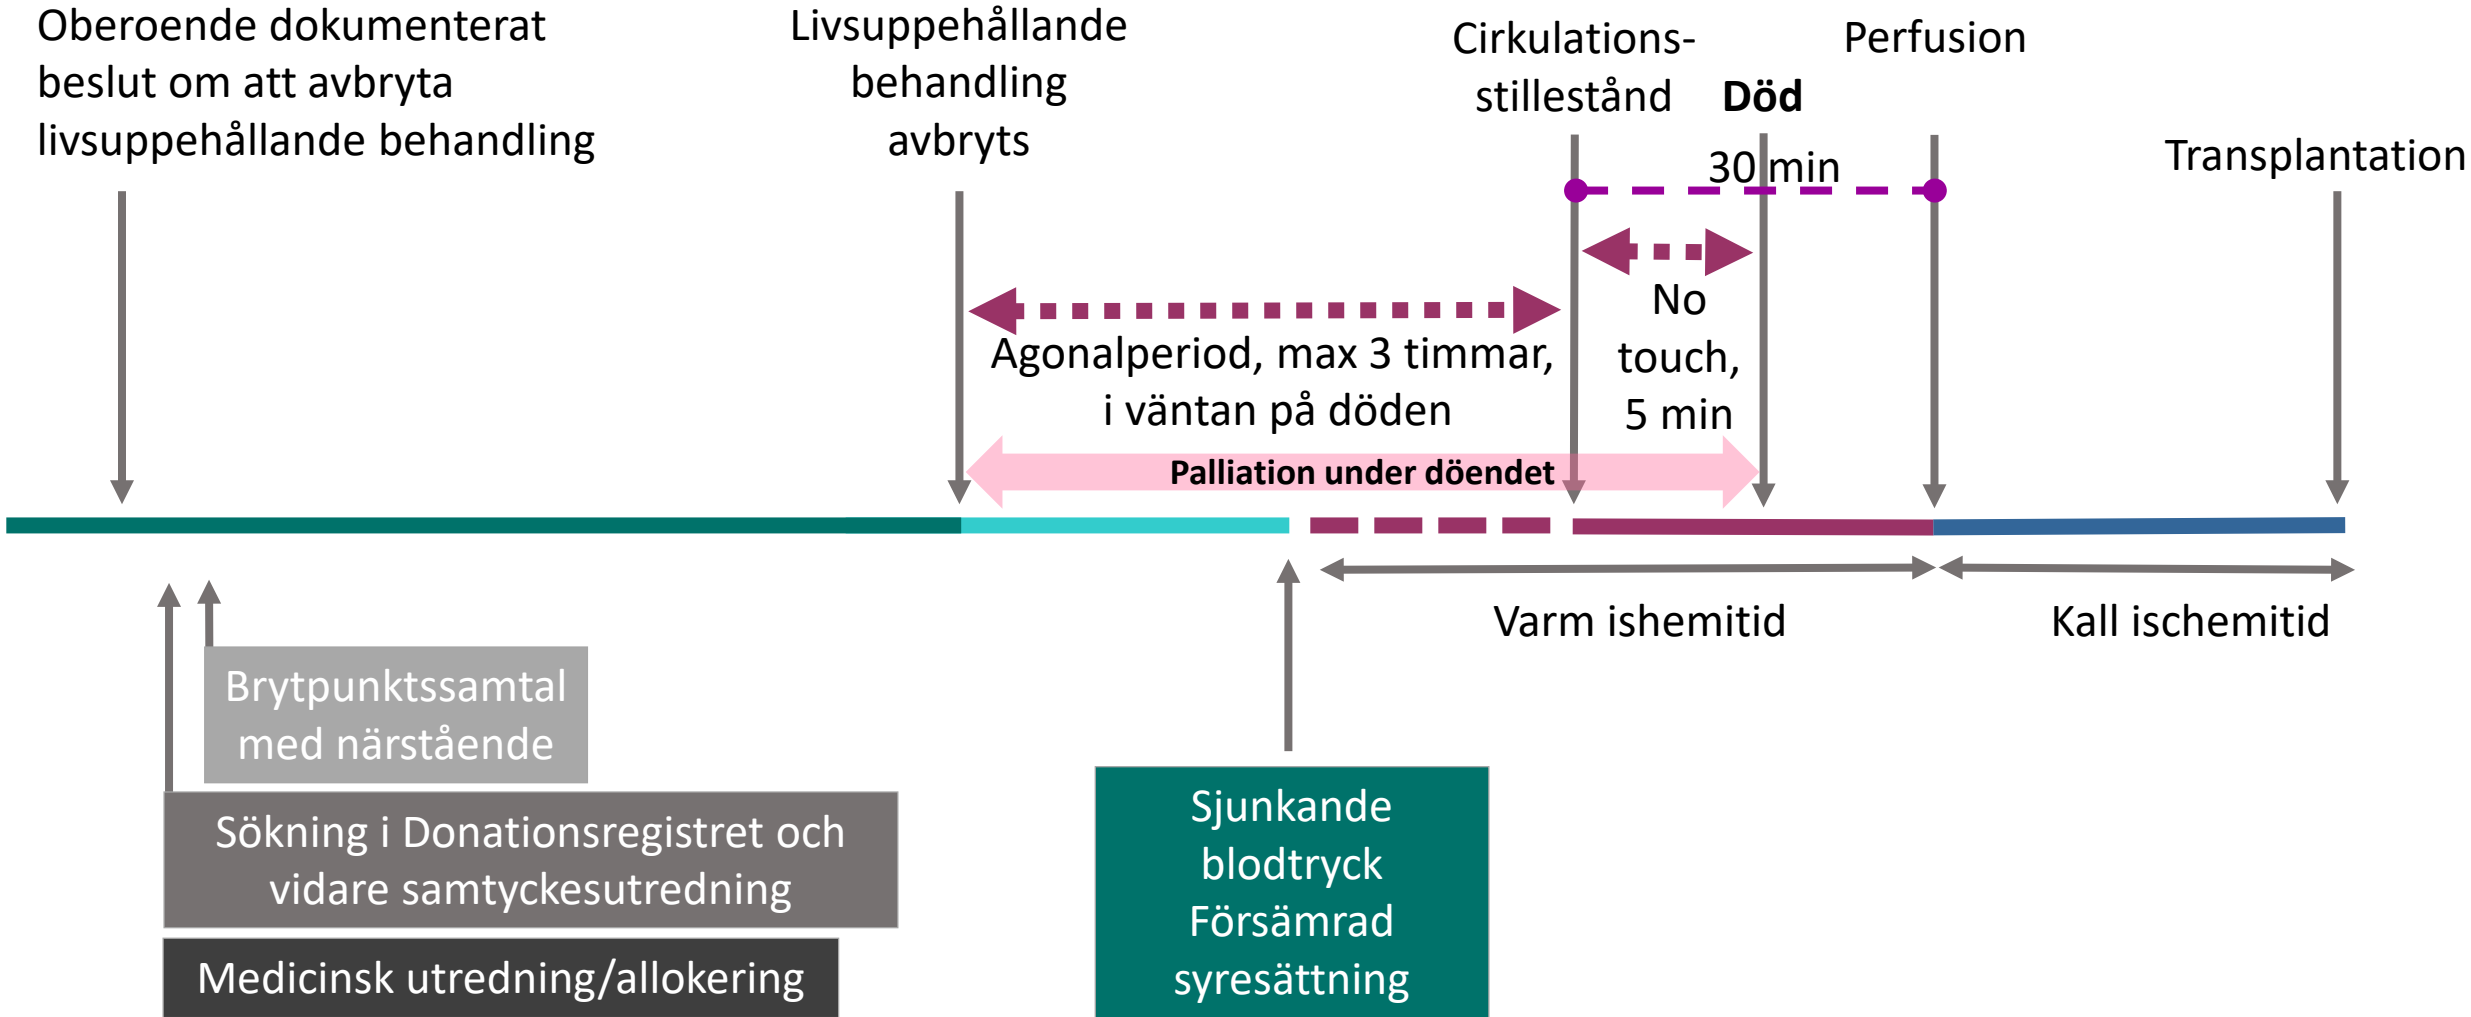 Oberoende dokumenterat
beslut om att avbryta
livsuppehållande behandling
Livsuppehållande
behandling
avbryts
Cirkulations-
stillestånd
Död
30 min
Perfusion
Transplantation
No
touch,
5 min
Agonalperiod, max 3 timmar,
i väntan på döden
Palliation under döendet
Varm ishemitid
Kall ischemitid
Brytpunktssamtal
med närstående
Sökning i Donationsregistret och
vidare samtyckesutredning
Medicinsk utredning/allokering
Sjunkande
blodtryck
Försämrad
syresättning